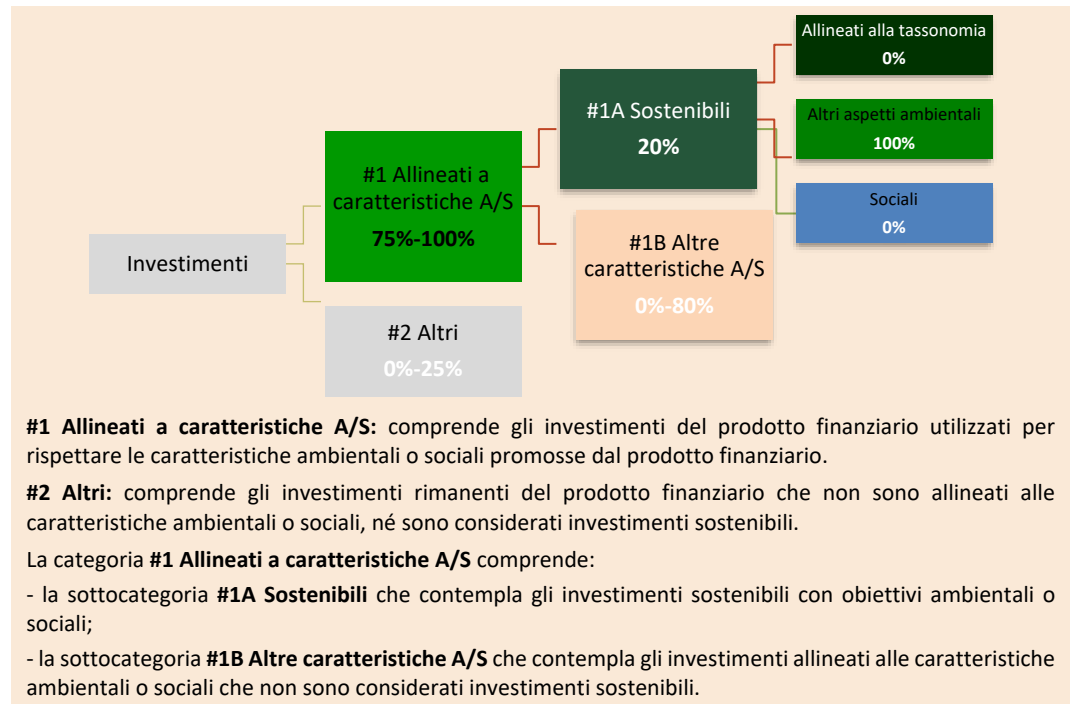 Allineati alla tassonomia
0%
#1A Sostenibili
20%
Altri aspetti ambientali
100%
#1 Allineati a
caratteristiche A/S
75%-100%
Sociali
0%
#1B Altre
caratteristiche A/S
0%-80%
Investimenti
#2 Altri
0%-25%
#1 Allineati a caratteristiche A/S: comprende gli investimenti del prodotto finanziario utilizzati per
rispettare le caratteristiche ambientali o sociali promosse dal prodotto finanziario.
#2 Altri: comprende gli investimenti rimanenti del prodotto finanziario che non sono allineati alle
caratteristiche ambientali o sociali, né sono considerati investimenti sostenibili.
La categoria #1 Allineati a caratteristiche A/S comprende:
- la sottocategoria #1A Sostenibili che contempla gli investimenti sostenibili con obiettivi ambientali o
sociali;
- la sottocategoria #1B Altre caratteristiche A/S che contempla gli investimenti allineati alle caratteristiche
ambientali o sociali che non sono considerati investimenti sostenibili.